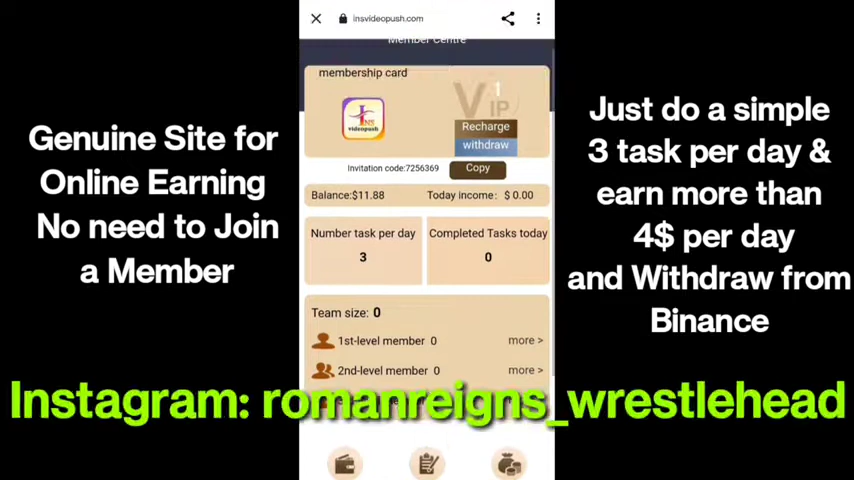 insvideopush.com
Member Centre
membership card
1
VIP
INS
videopush
Recharge
withdraw
Invitation code:7256369
Copy
Balance:$11.88
Today income: $ 0.00
Number task per day
3
Completed Tasks today
0
Team size: 0
1st-level member 0
more >
2nd-level member 0
more >
Genuine Site for
Online Earning
No need to Join
a Member
Just do a simple
3 task per day &
earn more than
4$ per day
and Withdraw from
Binance
Instagram: romanreigns_wrestlehead